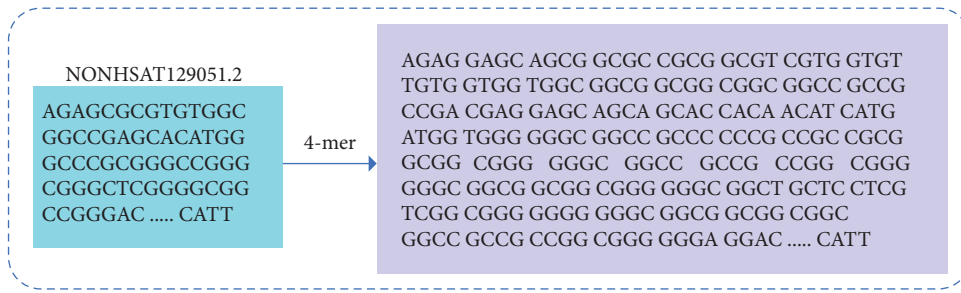 NONHSAT129051.2
AGAGCGCGTGTGGC
GGCCGAGCACATGG
GCCCGCGGGCCGGG
CGGGCTCGGGGCGG
CCGGGAC ..... CATT
4-mer
AGAG GAGC AGCG GCGC CGCG GCGT CGTG GTGT
TGTG GTGG TGGC GGCG GCGG CGGC GGCC GCCG
CCGA CGAG GAGC AGCA GCAC CACA ACAT CATG
ATGG TGGG GGGC GGCC GCCC CCCG CCGC CGCG
GCGG CGGG GGGC GGCC GCCG CCGG CGGG
GGGC GGCG GCGG CGGG GGGC GGCT GCTC CTCG
TCGG CGGG GGGG GGGC GGCG GCGG CGGC
GGCC GCCG CCGG CGGG GGGA GGAC ..... CATT